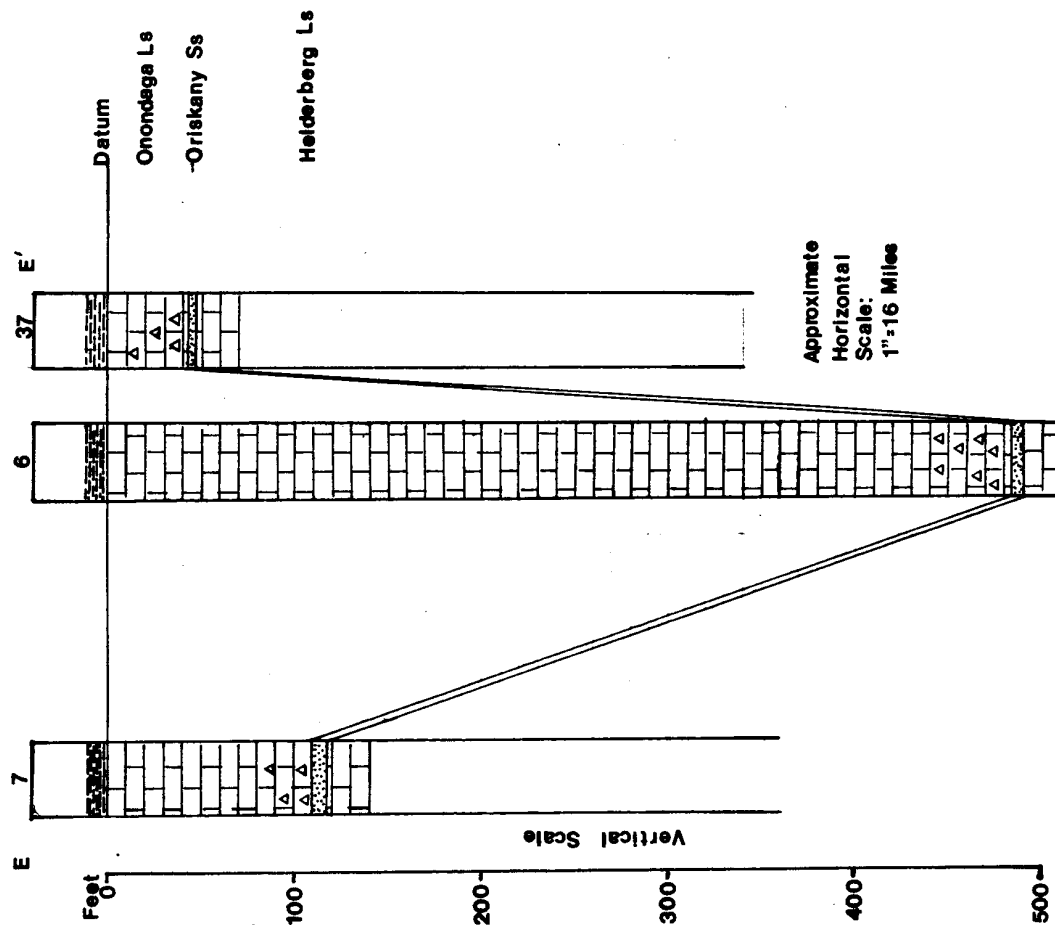 E
7
6
37
E'
Feet
0
100
200
300
400
500
Vertical Scale
Datum
Onondaga Ls
-Oriskany Ss
Helderberg Ls
Approximate
Horizontal
Scale:
1"=16 Miles